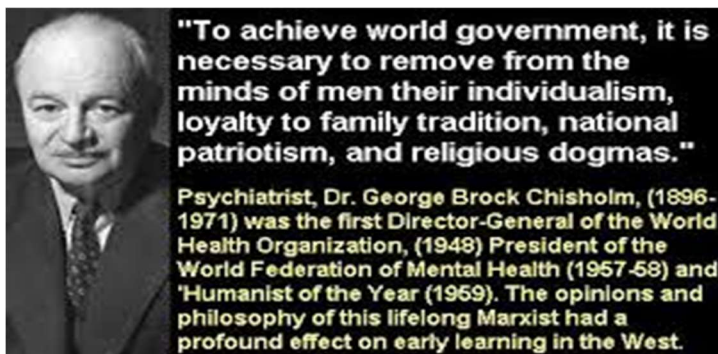 "To achieve world government, it is
necessary to remove from the
minds of men their individualism,
loyalty to family tradition, national
patriotism, and religious dogmas."
Psychiatrist, Dr. George Brock Chisholm, (1896-
1971) was the first Director-General of the World
Health Organization, (1948) President of the
World Federation of Mental Health (1957-58) and
'Humanist of the Year (1959). The opinions and
philosophy of this lifelong Marxist had a
profound effect on early learning in the West.